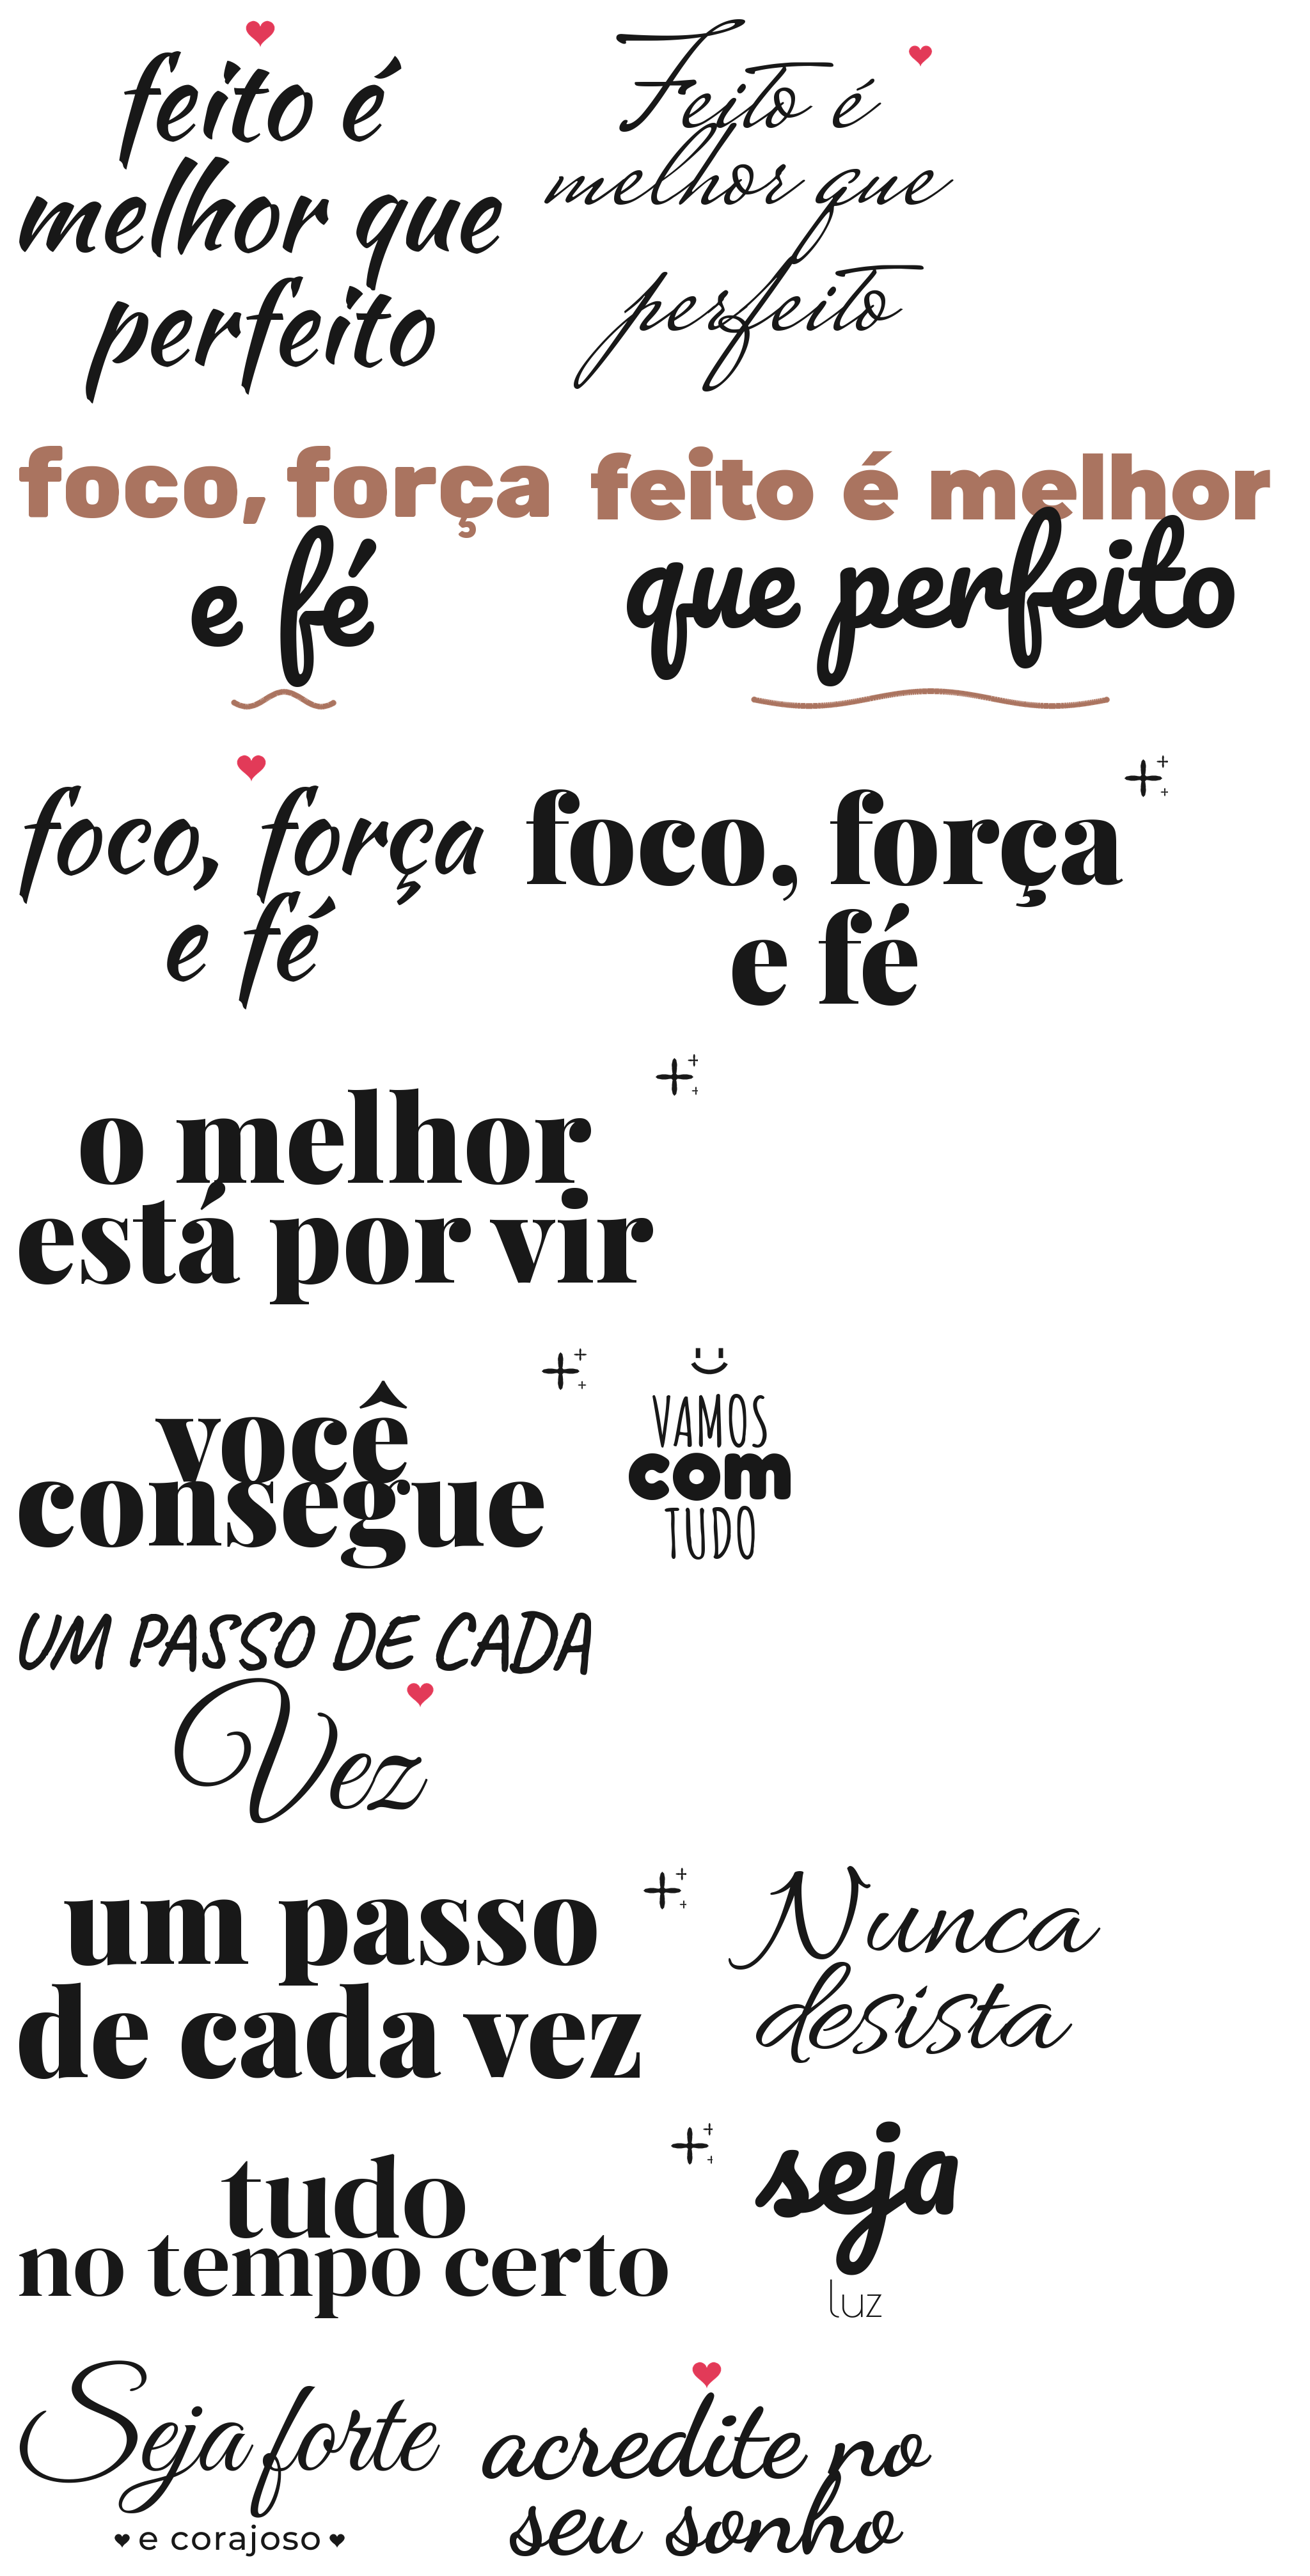 feito é
melhor que
perfeito
Feito é
melhor que
perfeito
foco, força
e fé
feito é melhor
que perfeito
foco, força
e fé
foco, força
e fé
o melhor
está por vir
você
consegue
VAMOS
com
TUDO
UM PASSO DE CADA
Vez
um passo
de cada vez
Nunca
desista
tudo
no tempo certo
seja
luz
Seja forte
e corajoso
acredite no
seu sonho